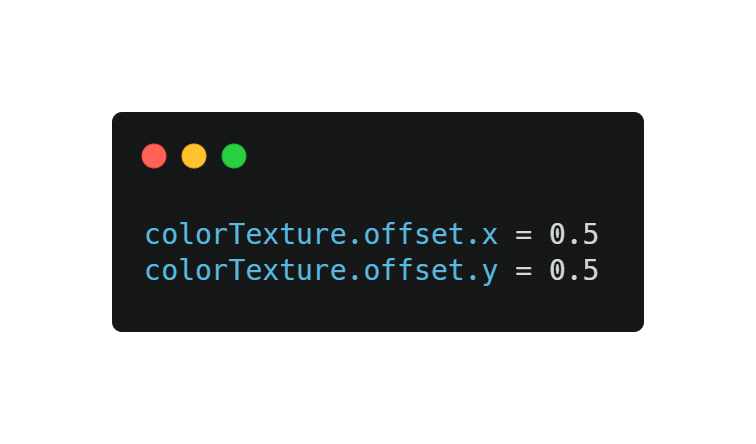 colorTexture.offset.x = 0.5
colorTexture.offset.y = 0.5